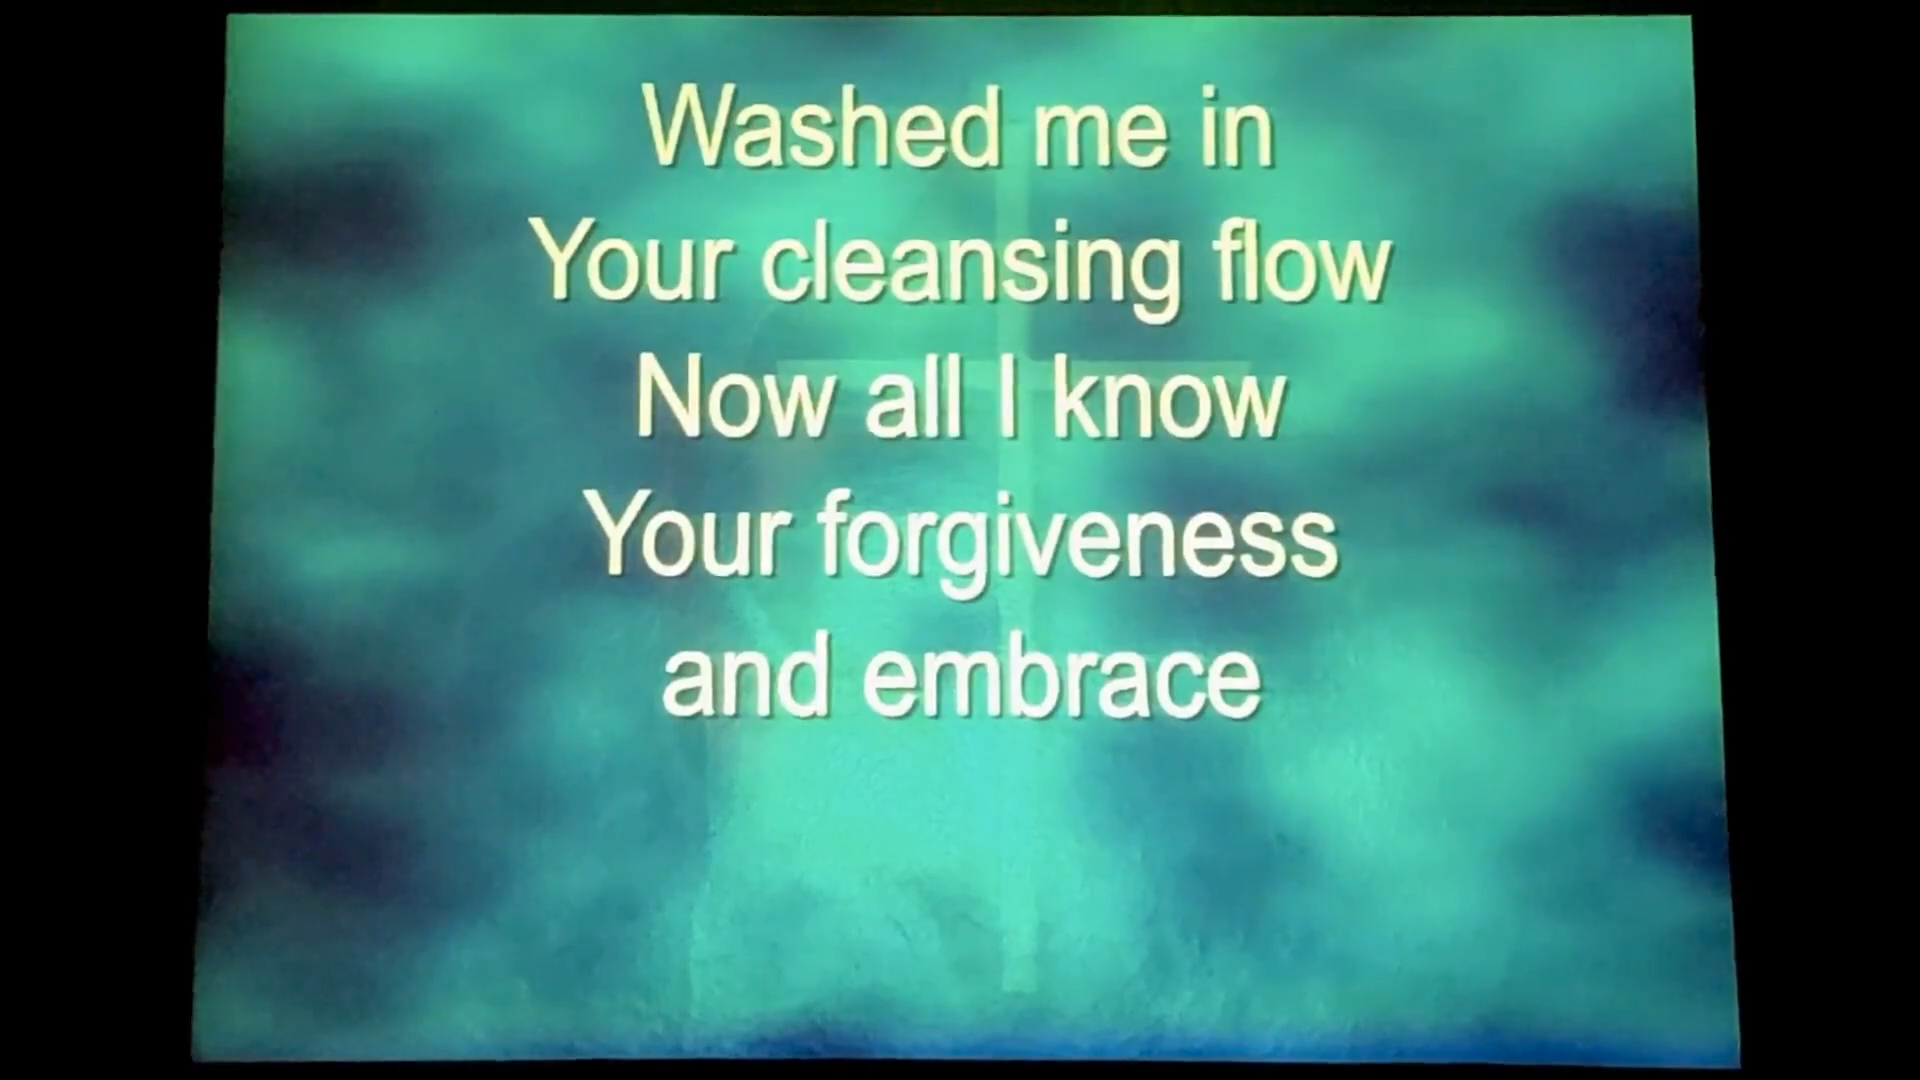 Washed me in
Your cleansing flow
Now all I know
Your forgiveness
and embrace